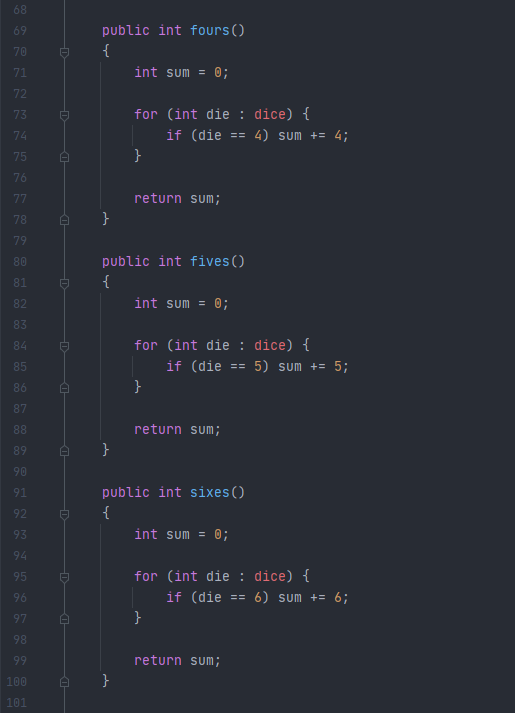 68
69 public int fours()
70 {
71 int sum = 0;
72
73 for (int die : dice) {
74 if (die == 4) sum += 4;
75 }
76
77 return sum;
78 }
79
80 public int fives()
81 {
82 int sum = 0;
83
84 for (int die : dice) {
85 if (die == 5) sum += 5;
86 }
87
88 return sum;
89 }
90
91 public int sixes()
92 {
93 int sum = 0;
94
95 for (int die : dice) {
96 if (die == 6) sum += 6;
97 }
98
99 return sum;
100 }
101